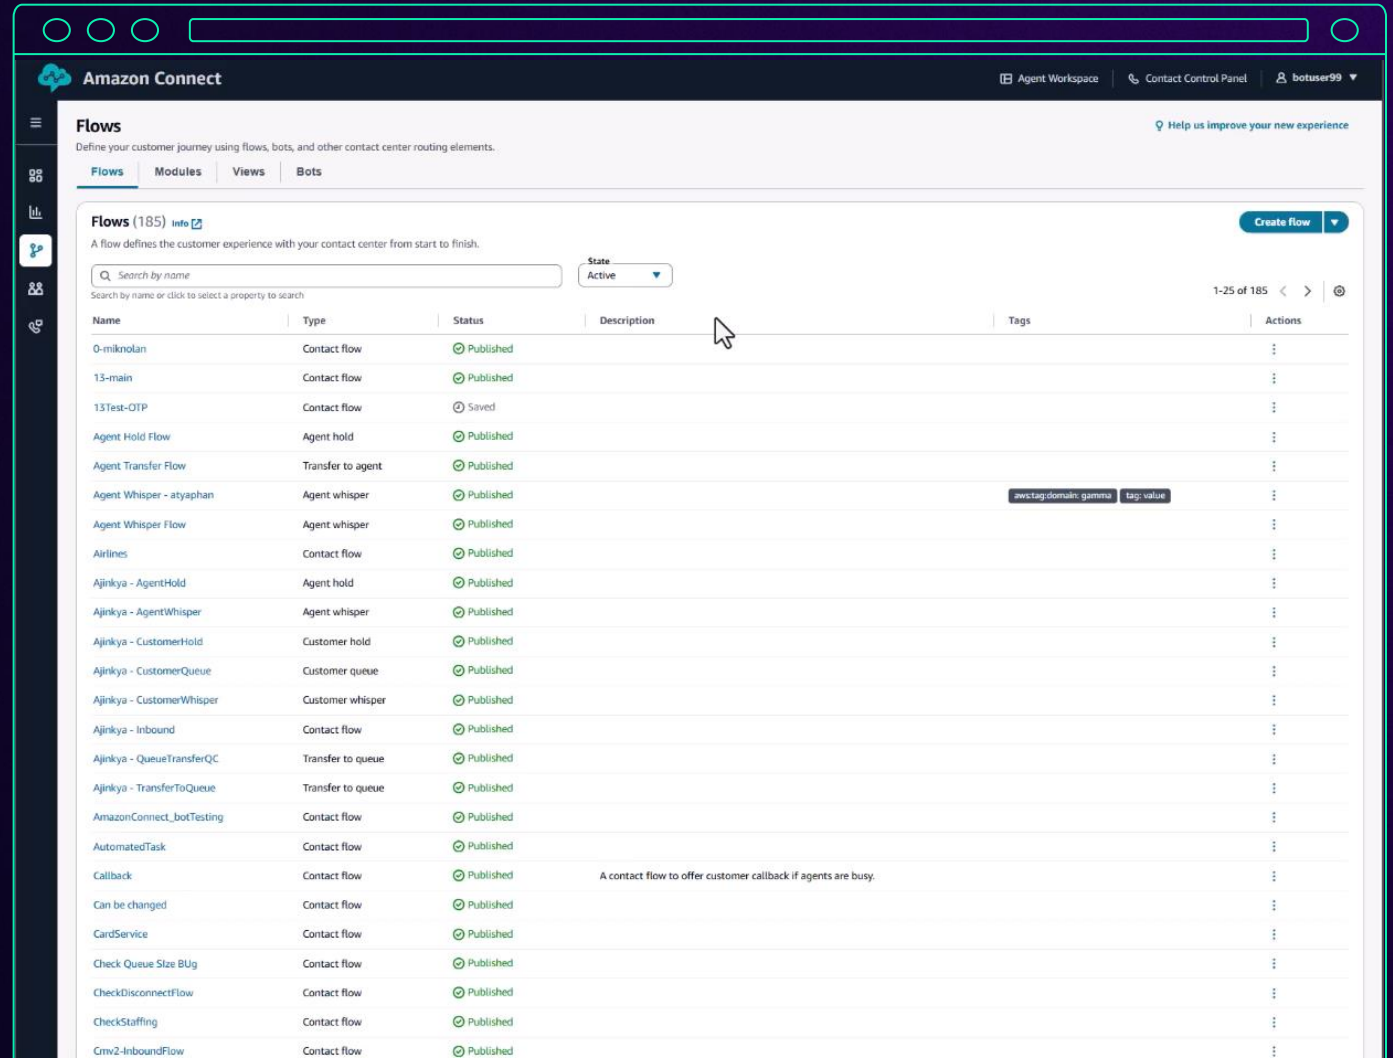 Amazon Connect
Agent Workspace
Contact Control Panel
botuser99
Flows
Help us improve your new experience
Define your customer journey using flows, bots, and other contact center routing elements.
Flows Modules Views Bots
Flows (185) Info
Create flow
A flow defines the customer experience with your contact center from start to finish.
Search by name
State
Active
Search by name or click to select a property to search
1-25 of 185
Name Type Status Description Tags Actions
0-miknolan Contact flow Published
13-main Contact flow Published
13Test-OTP Contact flow Saved
Agent Hold Flow Agent hold Published
Agent Transfer Flow Transfer to agent Published
Agent Whisper - atyaphan Agent whisper Published aws:tag:domain: gamma tag: value
Agent Whisper Flow Agent whisper Published
Airlines Contact flow Published
Ajinkya - AgentHold Agent hold Published
Ajinkya - AgentWhisper Agent whisper Published
Ajinkya - CustomerHold Customer hold Published
Ajinkya - CustomerQueue Customer queue Published
Ajinkya - CustomerWhisper Customer whisper Published
Ajinkya - Inbound Contact flow Published
Ajinkya - QueueTransferQC Transfer to queue Published
Ajinkya - TransferToQueue Transfer to queue Published
AmazonConnect_botTesting Contact flow Published
AutomatedTask Contact flow Published
Callback Contact flow Published A contact flow to offer customer callback if agents are busy.
Can be changed Contact flow Published
CardService Contact flow Published
Check Queue SIze BUg Contact flow Published
CheckDisconnectFlow Contact flow Published
CheckStaffing Contact flow Published
Cmv2-InboundFlow Contact flow Published